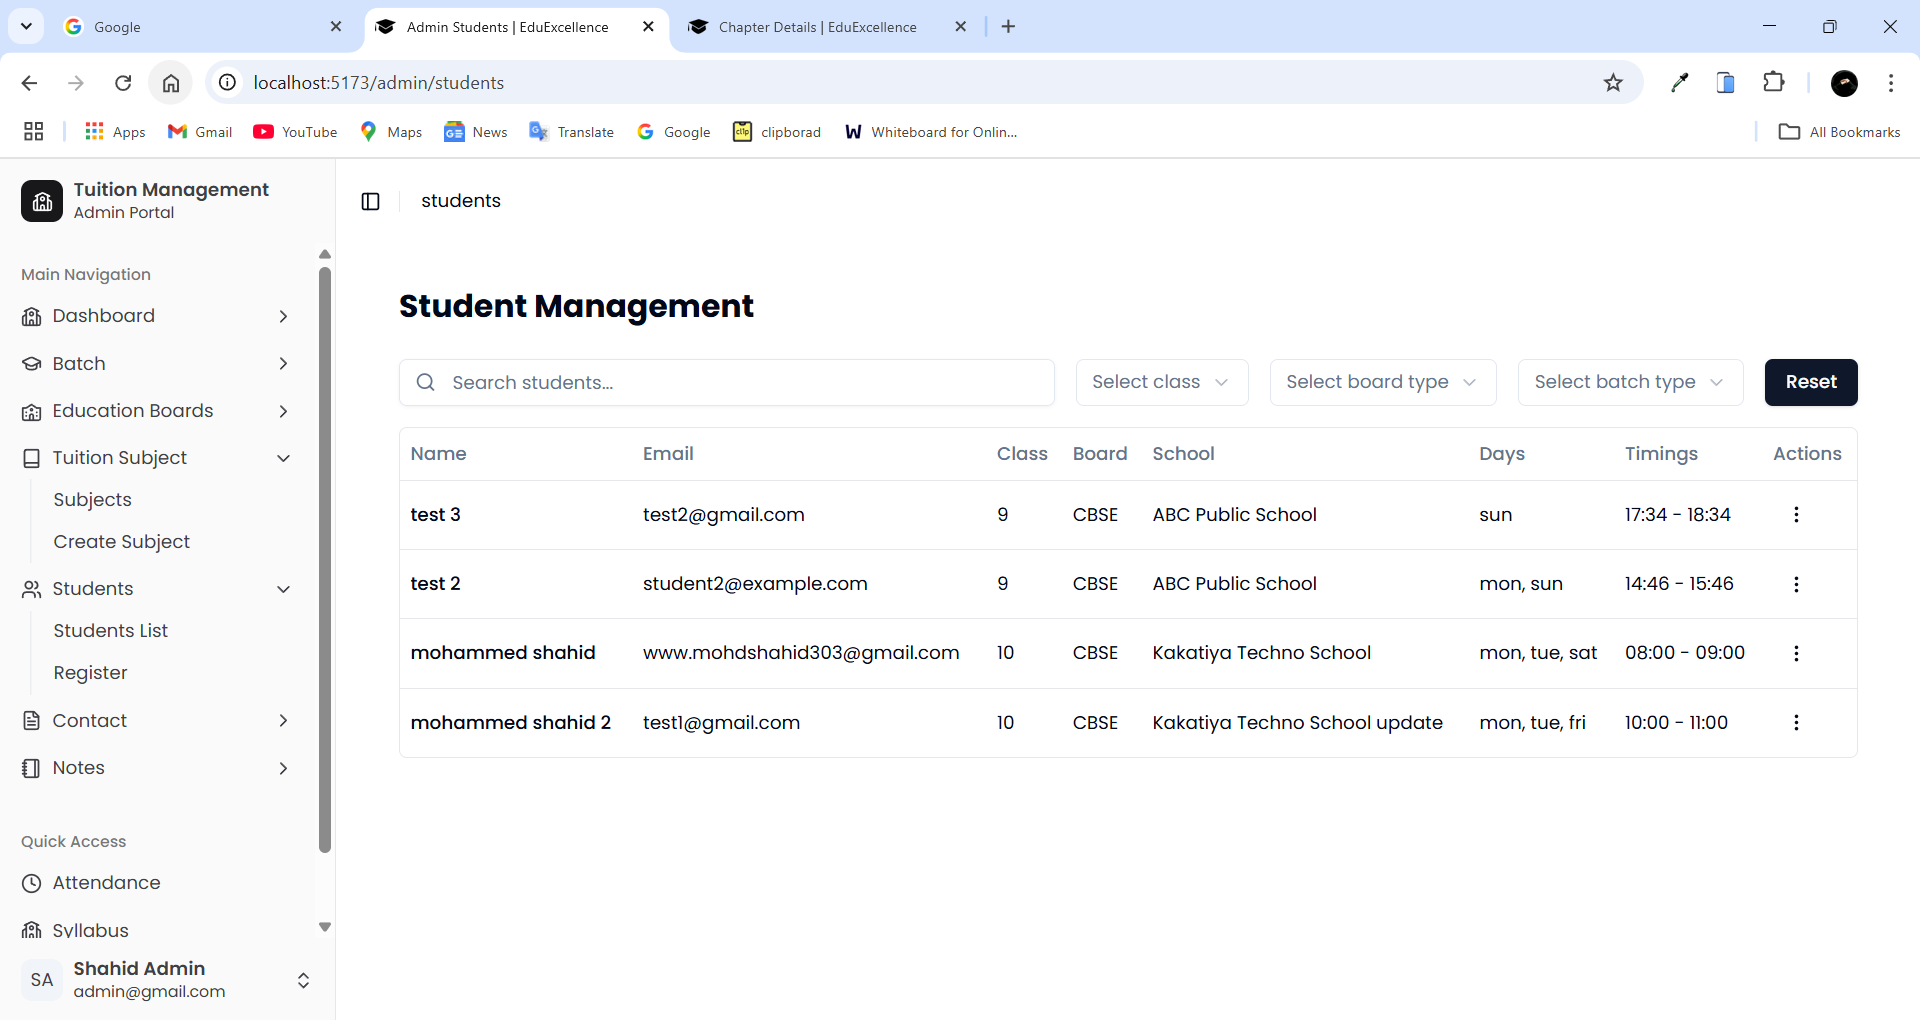 Google
Admin Students | EduExcellence
Chapter Details | EduExcellence
localhost:5173/admin/students
Apps
Gmail
YouTube
Maps
News
Translate
Google
clip
clipborad
W Whiteboard for Onlin...
All Bookmarks
Tuition Management
Admin Portal
students
Main Navigation
Dashboard
Batch
Education Boards
Tuition Subject
Subjects
Create Subject
Students
Students List
Register
Contact
Notes
Quick Access
Attendance
Syllabus
SA
Shahid Admin
admin@gmail.com
Student Management
Search students...
Select class
Select board type
Select batch type
Reset
Name Email Class Board School Days Timings Actions
test 3 test2@gmail.com 9 CBSE ABC Public School sun 17:34 - 18:34
test 2 student2@example.com 9 CBSE ABC Public School mon, sun 14:46 - 15:46
mohammed shahid www.mohdshahid303@gmail.com 10 CBSE Kakatiya Techno School mon, tue, sat 08:00 - 09:00
mohammed shahid 2 test1@gmail.com 10 CBSE Kakatiya Techno School update mon, tue, fri 10:00 - 11:00